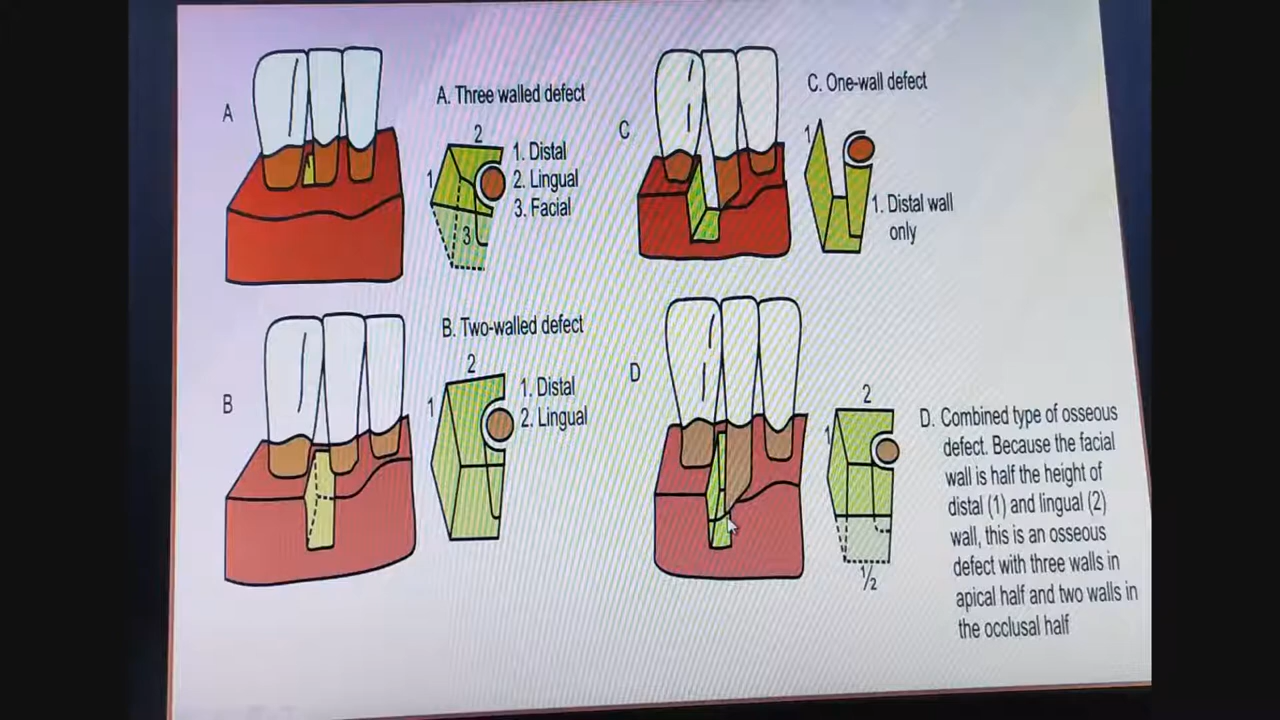 A
A. Three walled defect
2
1
3
1. Distal
2. Lingual
3. Facial
B
B. Two-walled defect
2
1
1. Distal
2. Lingual
C
C. One-wall defect
1
1. Distal wall
only
D
2
1
1/2
D. Combined type of osseous
defect. Because the facial
wall is half the height of
distal (1) and lingual (2)
wall, this is an osseous
defect with three walls in
apical half and two walls in
the occlusal half